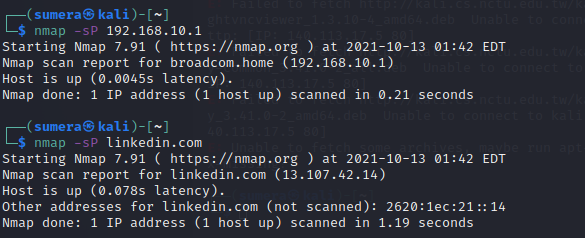 ┌──(sumera㉿kali)-[~]
└─$ nmap -sP 192.168.10.1
Starting Nmap 7.91 ( https://nmap.org ) at 2021-10-13 01:42 EDT
Nmap scan report for broadcom.home (192.168.10.1)
Host is up (0.0045s latency).
Nmap done: 1 IP address (1 host up) scanned in 0.21 seconds
┌──(sumera㉿kali)-[~]
└─$ nmap -sP linkedin.com
Starting Nmap 7.91 ( https://nmap.org ) at 2021-10-13 01:42 EDT
Nmap scan report for linkedin.com (13.107.42.14)
Host is up (0.078s latency).
Other addresses for linkedin.com (not scanned): 2620:1ec:21::14
Nmap done: 1 IP address (1 host up) scanned in 1.19 seconds